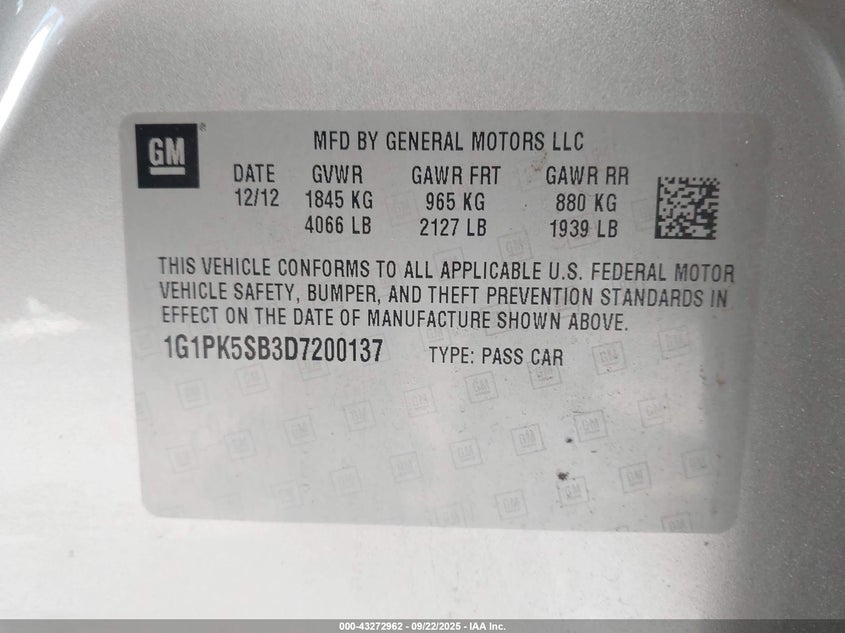 GM ® MFD BY GENERAL MOTORS LLC
DATE GVWR GAWR FRT GAWR RR
12/12 1845 KG 965 KG 880 KG
4066 LB 2127 LB 1939 LB
THIS VEHICLE CONFORMS TO ALL APPLICABLE U.S. FEDERAL MOTOR
VEHICLE SAFETY, BUMPER, AND THEFT PREVENTION STANDARDS IN
EFFECT ON THE DATE OF MANUFACTURE SHOWN ABOVE.
1G1PK5SB3D7200137 TYPE: PASS CAR
000-43272962 - 09/22/2025 - IAA Inc.